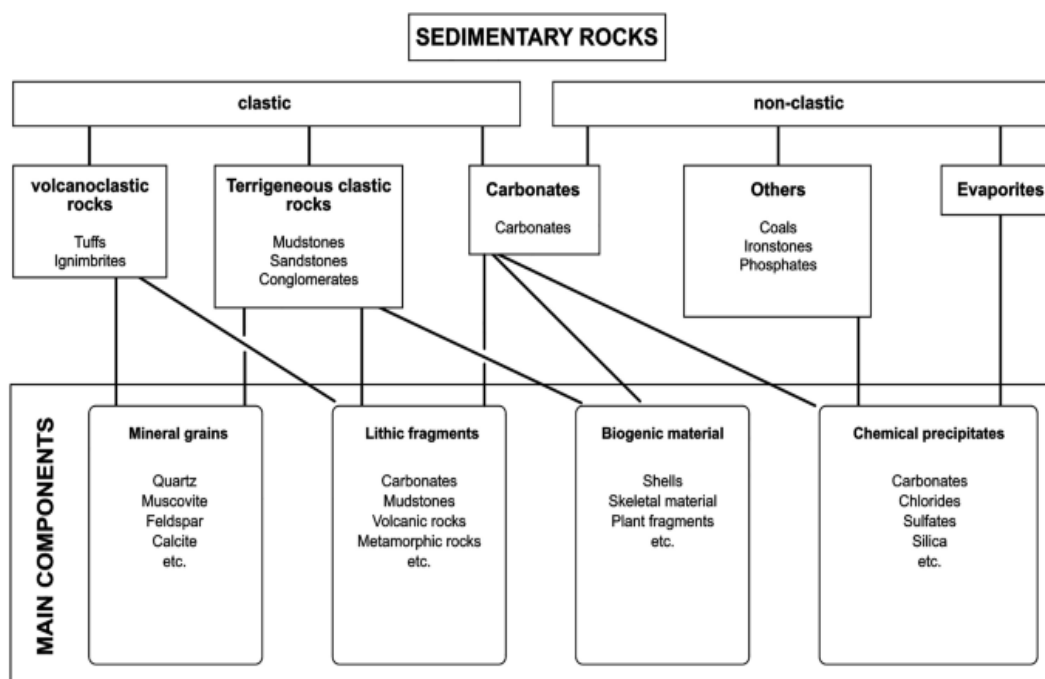 SEDIMENTARY ROCKS
clastic
non-clastic
volcanoclastic
rocks
Tuffs
Ignimbrites
Terrigeneous clastic
rocks
Mudstones
Sandstones
Conglomerates
Carbonates
Carbonates
Others
Coals
Ironstones
Phosphates
Evaporites
MAIN COMPONENTS
Mineral grains
Quartz
Muscovite
Feldspar
Calcite
etc.
Lithic fragments
Carbonates
Mudstones
Volcanic rocks
Metamorphic rocks
etc.
Biogenic material
Shells
Skeletal material
Plant fragments
etc.
Chemical precipitates
Carbonates
Chlorides
Sulfates
Silica
etc.